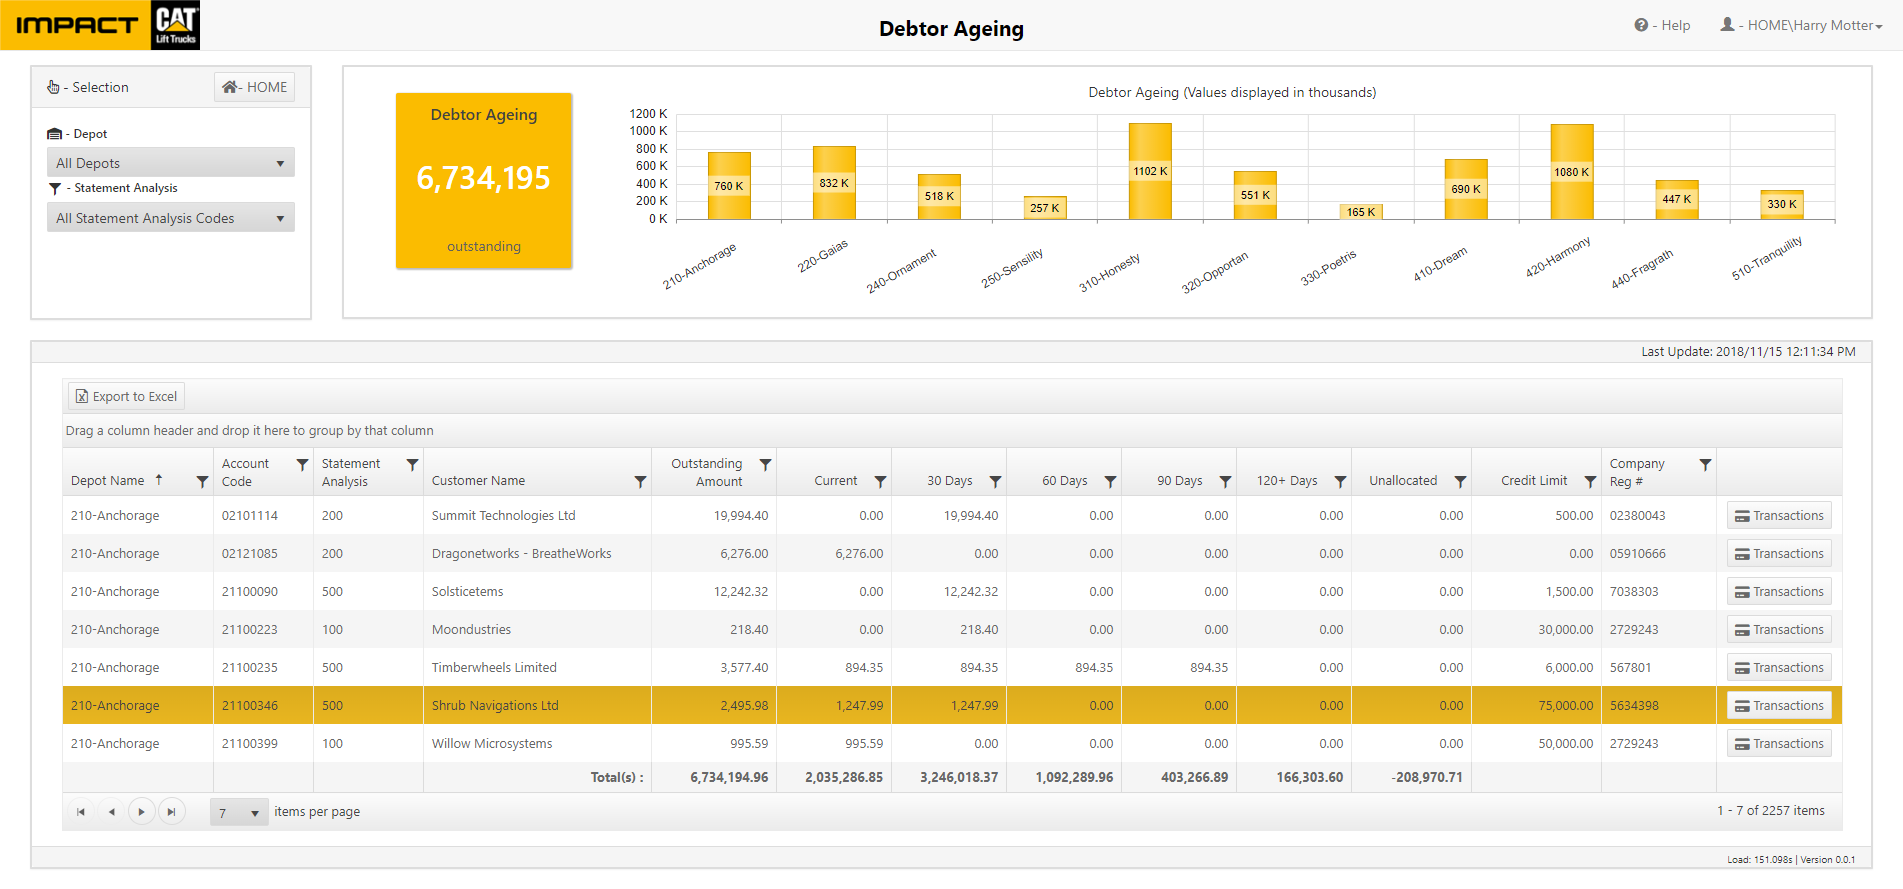 IMPACT CAT Lift Trucks
Debtor Ageing
- Help
- HOME\Harry Motter
- Selection
- HOME
- Depot
All Depots
- Statement Analysis
All Statement Analysis Codes
Debtor Ageing
6,734,195
outstanding
Debtor Ageing (Values displayed in thousands)
1200 K
1000 K
800 K
600 K
400 K
200 K
0 K
760 K
832 K
518 K
257 K
1102 K
551 K
165 K
690 K
1080 K
447 K
330 K
210-Anchorage
220-Gaias
240-Ornament
250-Sensility
310-Honesty
320-Opportan
330-Poetris
410-Dream
420-Harmony
440-Fragrath
510-Tranquility
Last Update: 2018/11/15 12:11:34 PM
Export to Excel
Drag a column header and drop it here to group by that column
Depot Name Account Code Statement Analysis Customer Name Outstanding Amount Current 30 Days 60 Days 90 Days 120+ Days Unallocated Credit Limit Company Reg #
210-Anchorage 02101114 200 Summit Technologies Ltd 19,994.40 0.00 19,994.40 0.00 0.00 0.00 0.00 500.00 02380043 Transactions
210-Anchorage 02121085 200 Dragonetworks - BreatheWorks 6,276.00 6,276.00 0.00 0.00 0.00 0.00 0.00 0.00 05910666 Transactions
210-Anchorage 21100090 500 Solsticetems 12,242.32 0.00 12,242.32 0.00 0.00 0.00 0.00 1,500.00 7038303 Transactions
210-Anchorage 21100223 100 Moondustries 218.40 0.00 218.40 0.00 0.00 0.00 0.00 30,000.00 2729243 Transactions
210-Anchorage 21100235 500 Timberwheels Limited 3,577.40 894.35 894.35 894.35 894.35 0.00 0.00 6,000.00 567801 Transactions
210-Anchorage 21100346 500 Shrub Navigations Ltd 2,495.98 1,247.99 1,247.99 0.00 0.00 0.00 0.00 75,000.00 5634398 Transactions
210-Anchorage 21100399 100 Willow Microsystems 995.59 995.59 0.00 0.00 0.00 0.00 0.00 50,000.00 2729243 Transactions
Total(s) : 6,734,194.96 2,035,286.85 3,246,018.37 1,092,289.96 403,266.89 166,303.60 -208,970.71
7 items per page
1 - 7 of 2257 items
Load: 151.098s | Version 0.0.1